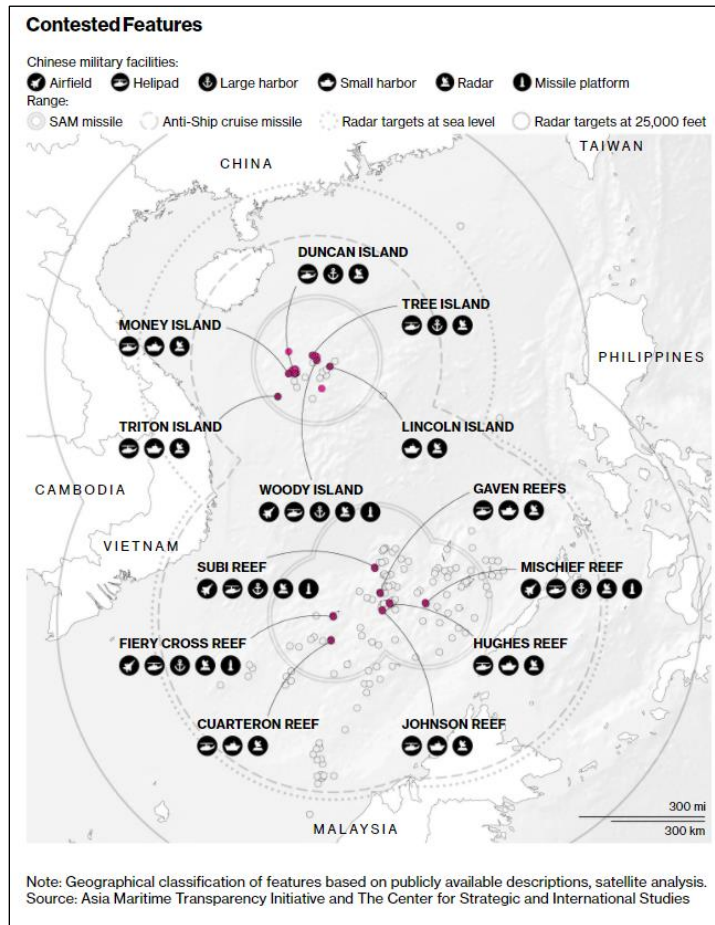 Contested Features
Chinese military facilities:
Airfield Helipad Large harbor Small harbor Radar Missile platform
Range:
SAM missile Anti-Ship cruise missile Radar targets at sea level Radar targets at 25,000 feet
TAIWAN
CHINA
DUNCAN ISLAND
TREE ISLAND
MONEY ISLAND
PHILIPPINES
TRITON ISLAND
LINCOLN ISLAND
CAMBODIA
WOODY ISLAND
GAVEN REEFS
VIETNAM
SUBI REEF
MISCHIEF REEF
FIERY CROSS REEF
HUGHES REEF
CUARTERON REEF
JOHNSON REEF
300 mi
300 km
MALAYSIA
Note: Geographical classification of features based on publicly available descriptions, satellite analysis.
Source: Asia Maritime Transparency Initiative and The Center for Strategic and International Studies